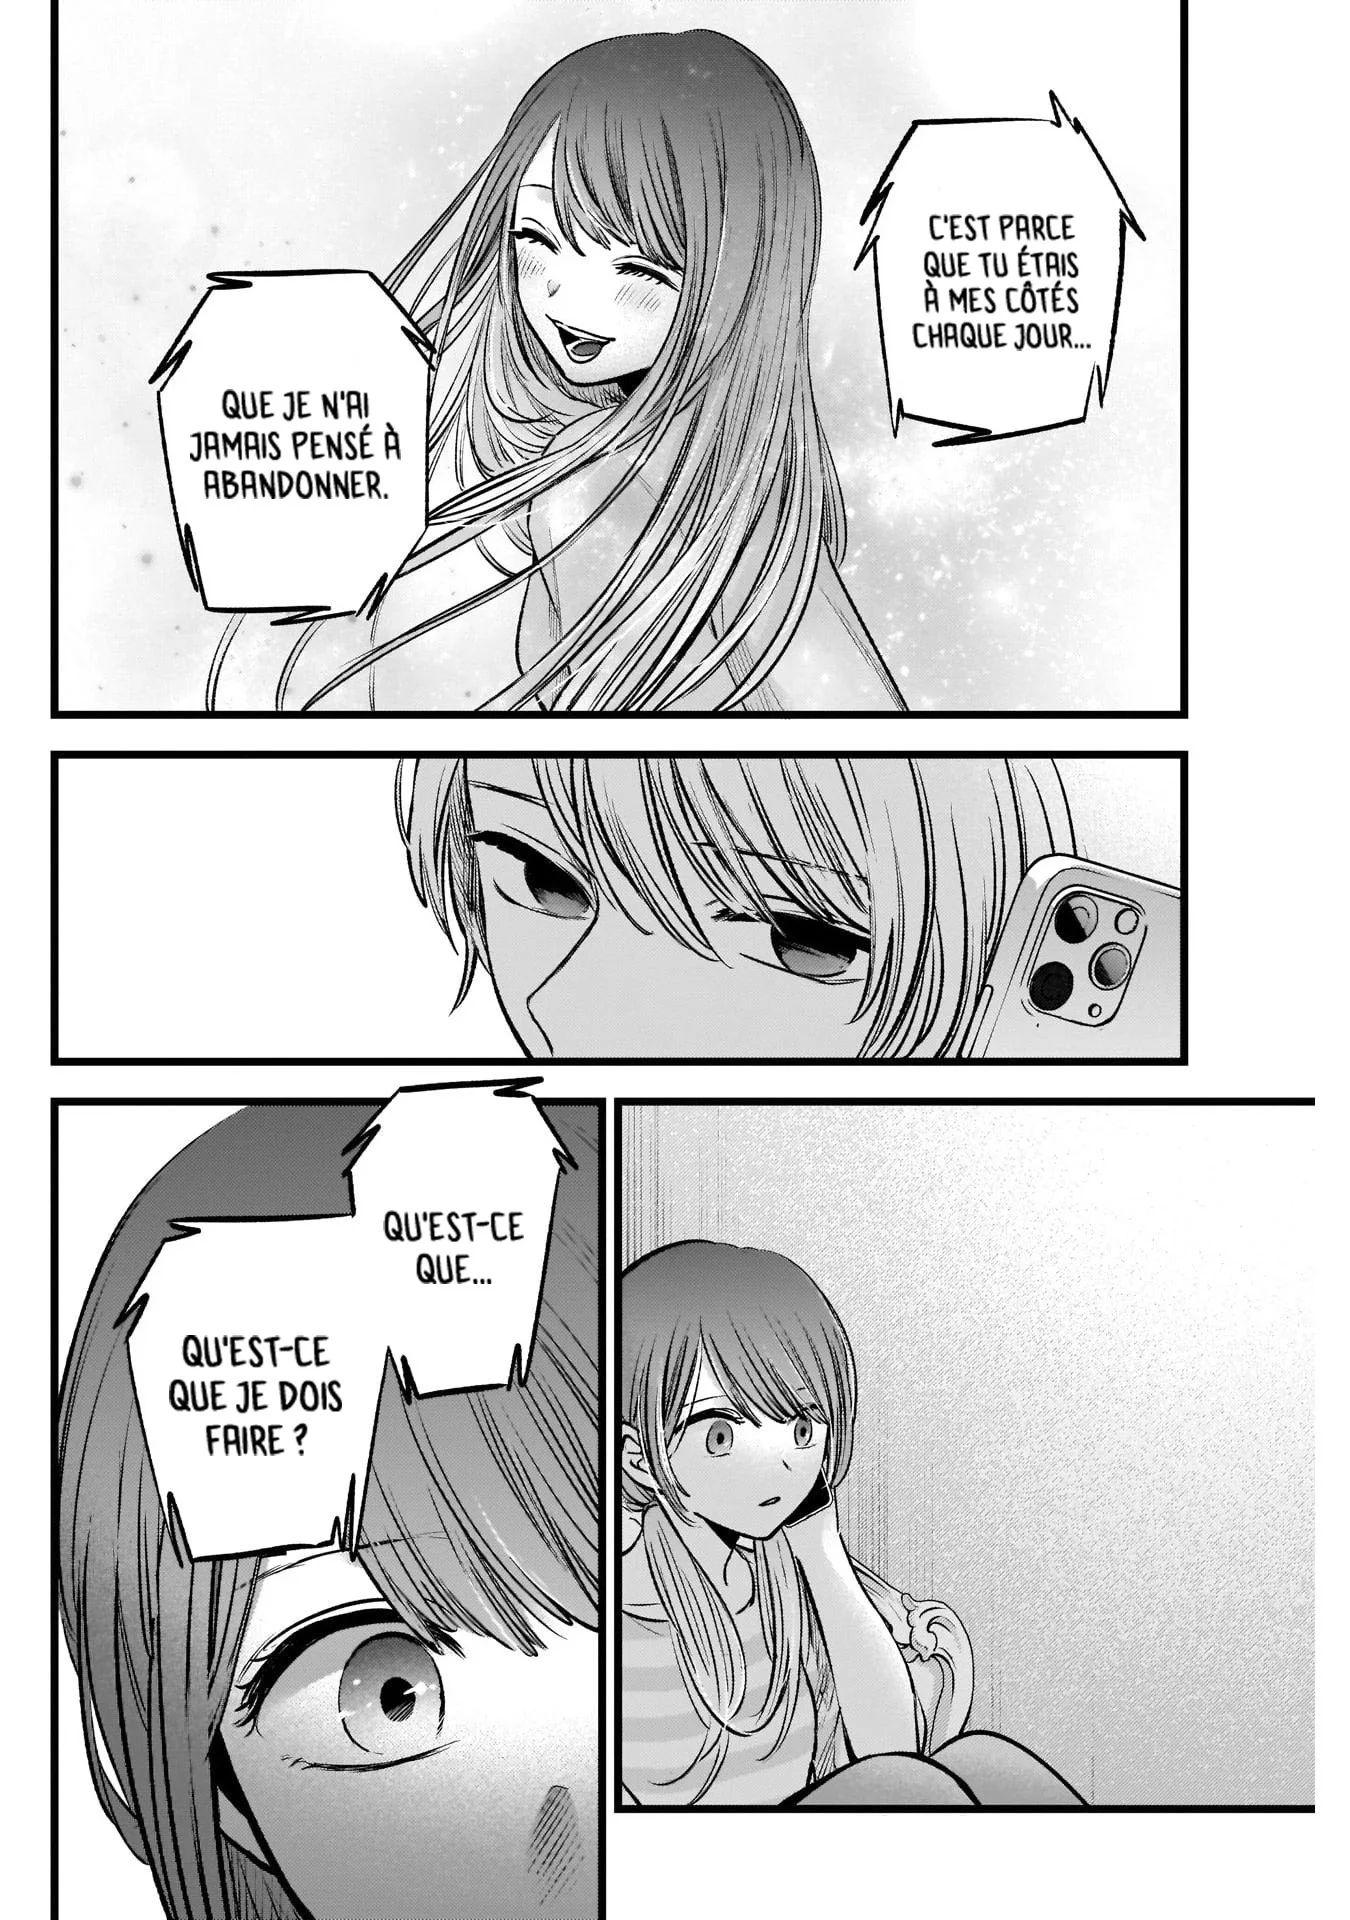 C'EST PARCE
QUE TU ÉTAIS
À MES CÔTÉS
CHAQUE JOUR...
QUE JE N'AI
JAMAIS PENSÉ À
ABANDONNER.
QU'EST-CE
QUE...
QU'EST-CE
QUE JE DOIS
FAIRE ?